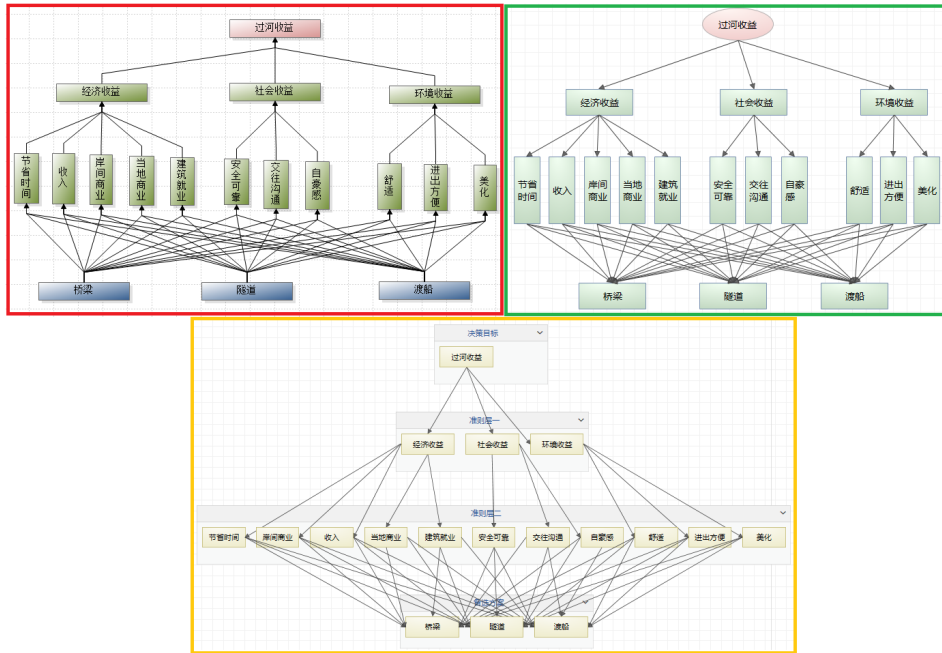 过河收益
经济收益
社会收益
环境收益
节省时间
收入
岸间商业
当地商业
建筑就业
安全可靠
交往沟通
自豪感
舒适
进出方便
美化
桥梁
隧道
渡船
过河收益
经济收益
社会收益
环境收益
节省
时间
收入
岸间
商业
当地
商业
建筑
就业
安全
可靠
交往
沟通
自豪
感
舒适
进出
方便
美化
桥梁
隧道
渡船
决策目标
过河收益
准则层一
经济收益
社会收益
环境收益
准则层二
节省时间
岸间商业
收入
当地商业
建筑就业
安全可靠
交往沟通
自豪感
舒适
进出方便
美化
备选方案
桥梁
隧道
渡船